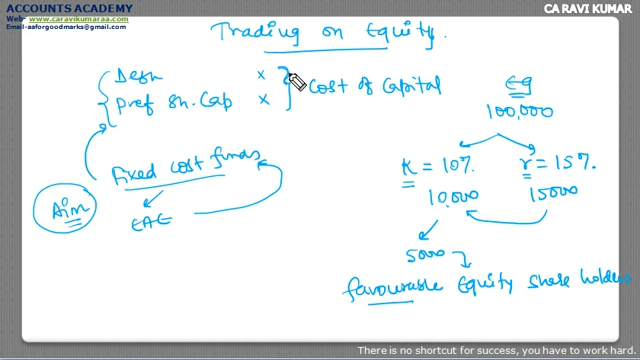 ACCOUNTS ACADEMY
Web- www.caravikumaraa.com
Email-aaforgoodmarks@gmail.com
CA RAVI KUMAR
Trading on Equity.
Pref Sh. Cap x
x
Cost of Capital
Eg
100,000
Fixed cost funds
Aim
K = 10%
10,000
r = 15%.
15000
5000
favourable Equity Share holders
There is no shortcut for success, you have to work hard.